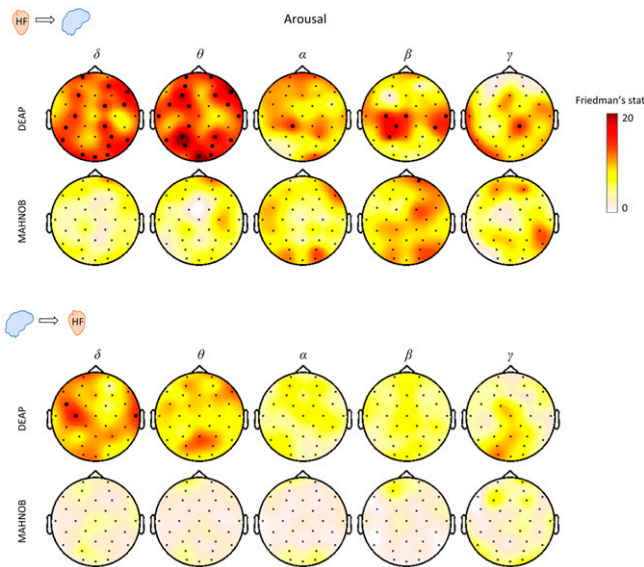 HF
Arousal
δ θ α β γ
DEAP
Friedman's stat
20
0
MAHNOB
HF
δ θ α β γ
DEAP
MAHNOB